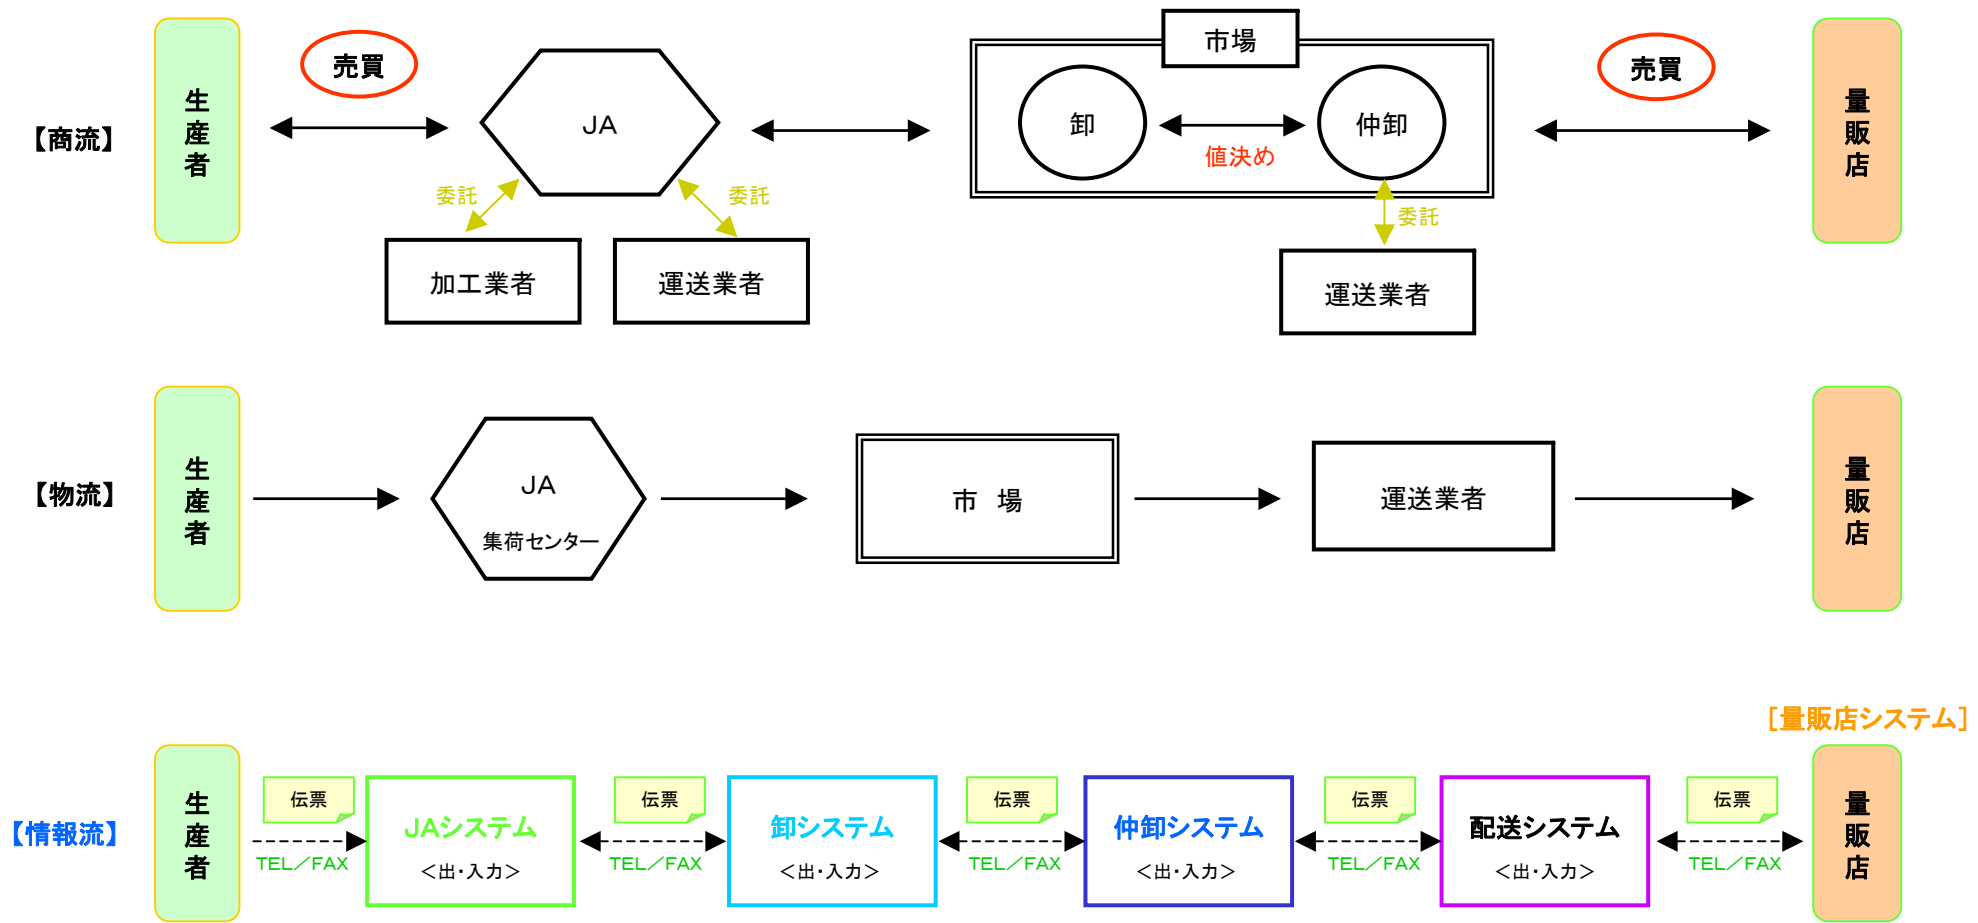 【商流】
生産者
売買
JA
委託
委託
加工業者
運送業者
市場
卸
値決め
仲卸
委託
運送業者
売買
量販店
【物流】
生産者
JA
集荷センター
市 場
運送業者
量販店
[量販店システム]
【情報流】
生産者
伝票
TEL/FAX
JAシステム
<出・入力>
伝票
TEL/FAX
卸システム
<出・入力>
伝票
TEL/FAX
仲卸システム
<出・入力>
伝票
TEL/FAX
配送システム
<出・入力>
伝票
TEL/FAX
量販店